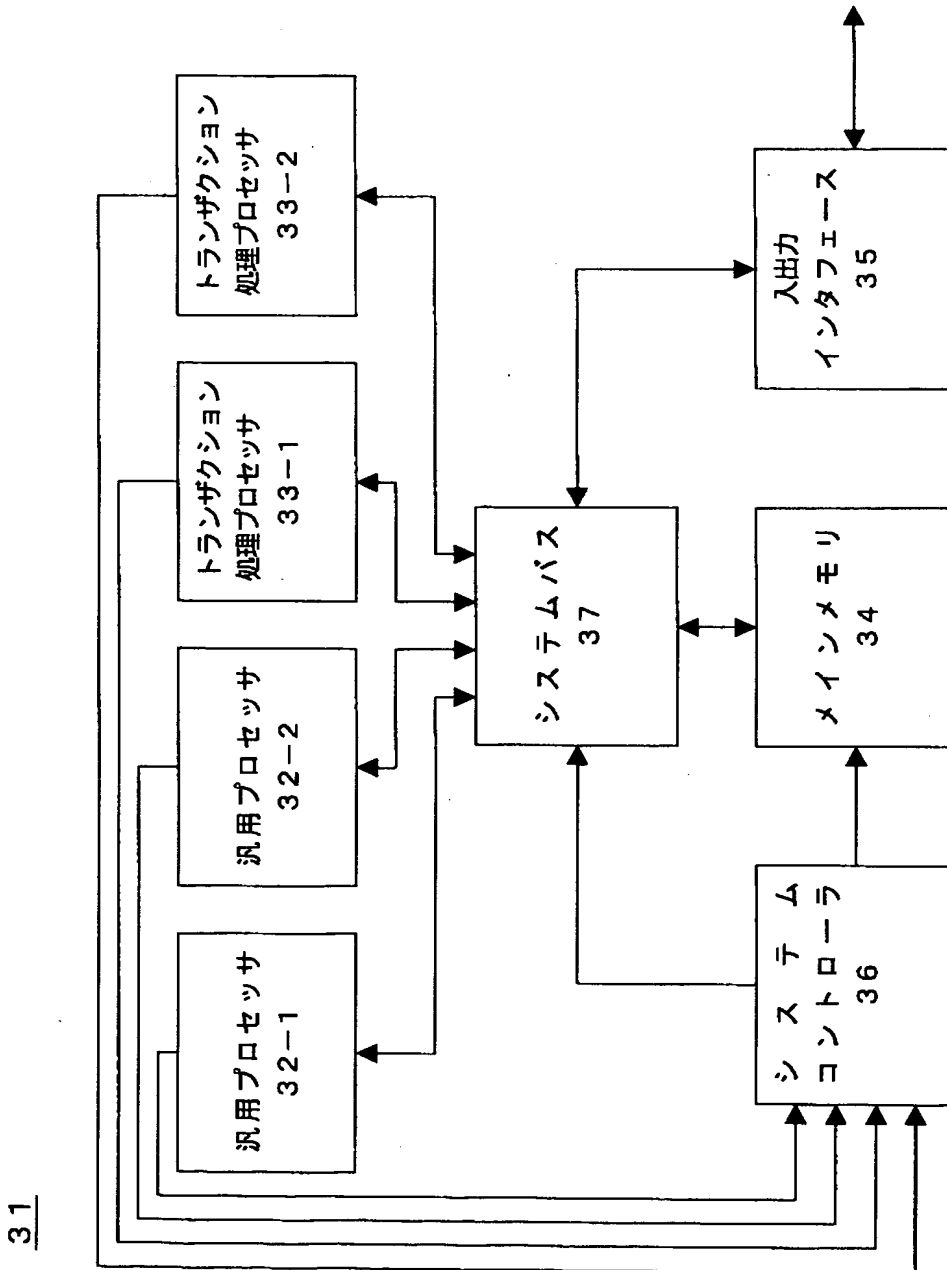 31
汎用プロセッサ
32-1
汎用プロセッサ
32-2
トランザクション
処理プロセッサ
33-1
トランザクション
処理プロセッサ
33-2
システムバス
37
システム
コントローラ
36
メインメモリ
34
入出力
インタフェース
35